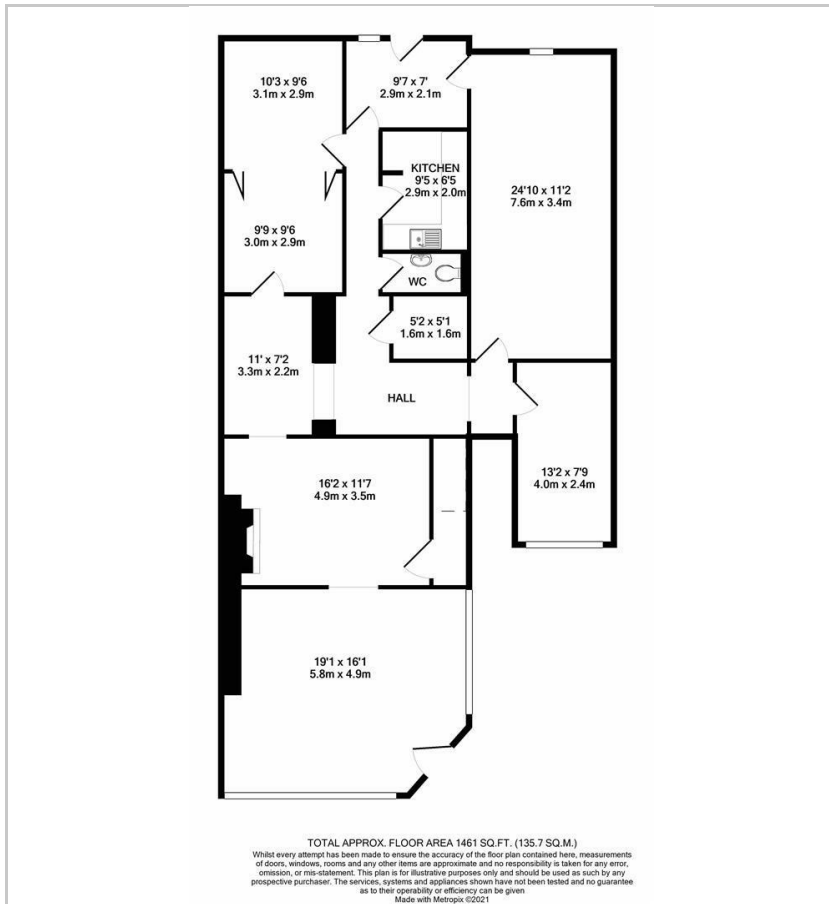 10'3 x 9'6
3.1m x 2.9m
9'7 x 7'
2.9m x 2.1m
KITCHEN
9'5 x 6'5
2.9m x 2.0m
24'10 x 11'2
7.6m x 3.4m
9'9 x 9'6
3.0m x 2.9m
WC
5'2 x 5'1
1.6m x 1.6m
11' x 7'2
3.3m x 2.2m
HALL
16'2 x 11'7
4.9m x 3.5m
13'2 x 7'9
4.0m x 2.4m
19'1 x 16'1
5.8m x 4.9m
TOTAL APPROX. FLOOR AREA 1461 SQ.FT. (135.7 SQ.M.)
Whilst every attempt has been made to ensure the accuracy of the floor plan contained here, measurements
of doors, windows, rooms and any other items are approximate and no responsibility is taken for any error,
omission, or mis-statement. This plan is for illustrative purposes only and should be used as such by any
prospective purchaser. The services, systems and appliances shown have not been tested and no guarantee
as to their operability or efficiency can be given
Made with Metropix ©2021